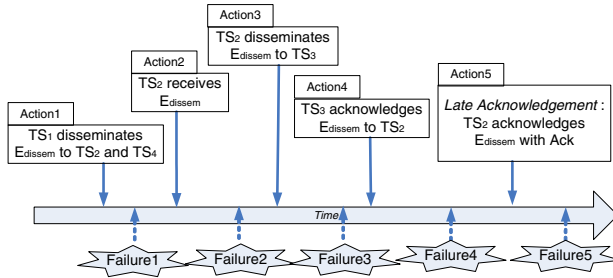 Action1
TS1 disseminates
Edissem to TS2 and TS4
Action2
TS2 receives
Edissem
Action3
TS2 disseminates
Edissem to TS3
Action4
TS3 acknowledges
Edissem to TS2
Action5
Late Acknowledgement :
TS2 acknowledges
Edissem with Ack
Time
Failure1
Failure2
Failure3
Failure4
Failure5